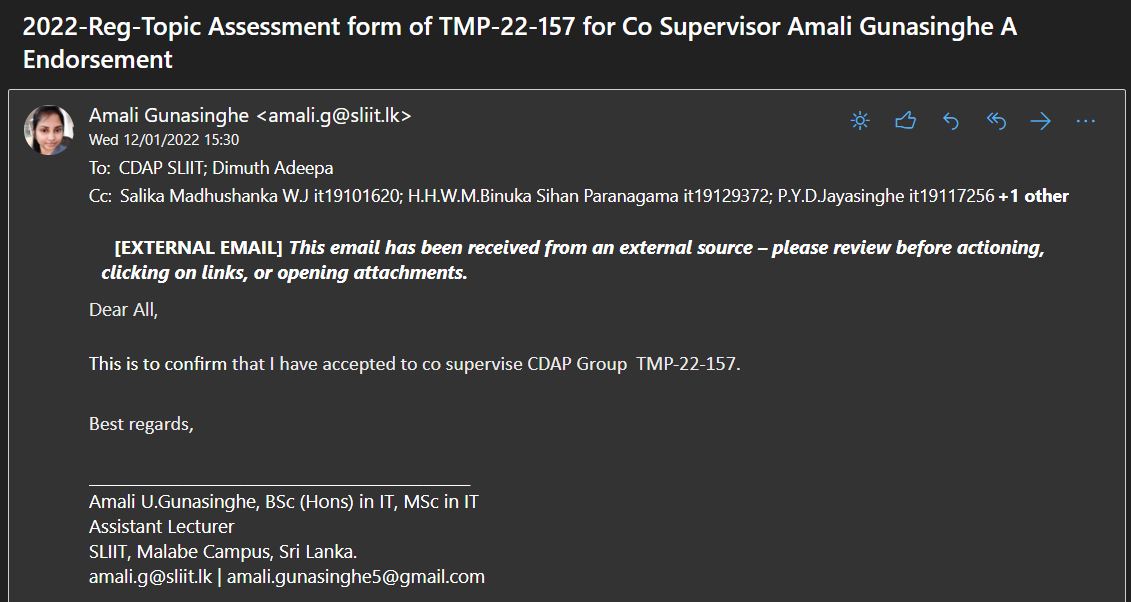 2022-Reg-Topic Assessment form of TMP-22-157 for Co Supervisor Amali Gunasinghe A
Endorsement
Amali Gunasinghe <amali.g@sliit.lk>
Wed 12/01/2022 15:30
To: CDAP SLIIT; Dimuth Adeepa
Cc: Salika Madhushanka W.J it19101620; H.H.W.M.Binuka Sihan Paranagama it19129372; P.Y.D.Jayasinghe it19117256 +1 other
[EXTERNAL EMAIL] This email has been received from an external source – please review before actioning,
clicking on links, or opening attachments.
Dear All,
This is to confirm that I have accepted to co supervise CDAP Group  TMP-22-157.
Best regards,
Amali U.Gunasinghe, BSc (Hons) in IT, MSc in IT
Assistant Lecturer
SLIIT, Malabe Campus, Sri Lanka.
amali.g@sliit.lk | amali.gunasinghe5@gmail.com